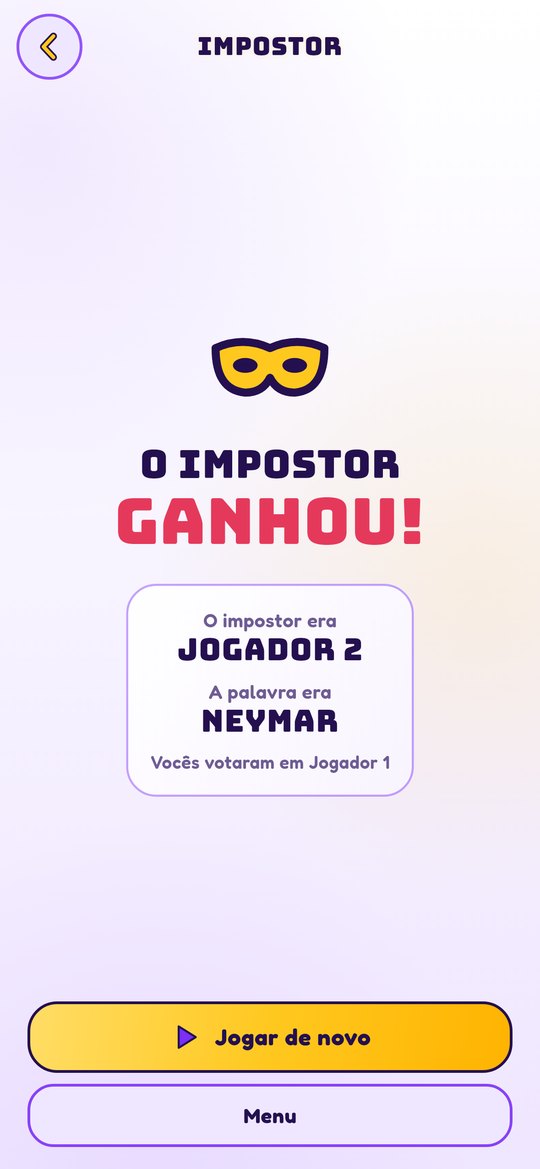 IMPOSTOR
O IMPOSTOR
GANHOU!
O impostor era
JOGADOR 2
A palavra era
NEYMAR
Vocês votaram em Jogador 1
Jogar de novo
Menu